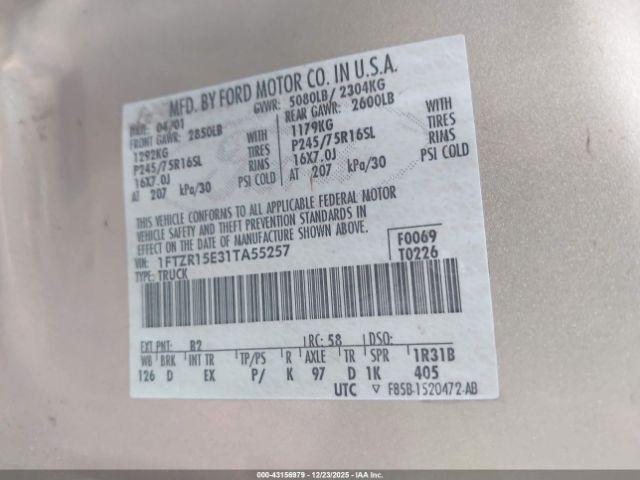 MFD. BY FORD MOTOR CO. IN U.S.A.
DATE: 04/01 GVWR: 5080LB/ 2304KG
FRONT GAWR: 2850LB REAR GAWR: 2600LB
1292KG WITH 1179KG WITH
P245/75R16SL TIRES P245/75R16SL TIRES
16X7.0J RIMS 16X7.0J RIMS
AT 207 kPa/30 PSI COLD AT 207 kPa/30 PSI COLD
THIS VEHICLE CONFORMS TO ALL APPLICABLE FEDERAL MOTOR
VEHICLE SAFETY AND THEFT PREVENTION STANDARDS IN
EFFECT ON THE DATE OF MANUFACTURE SHOWN ABOVE.
VIN: 1FTZR15E31TA55257 F0069
TYPE: TRUCK T0226
EXT PNT: B2 RC: 58 DSO:
WB BRK INT TR TP/PS R AXLE TR SPR 1R31B
126 D EX P/ K 97 D 1K 405
UTC F85B-1520472-AB
000-43156979 - 12/23/2025 - Copyright IAA, Inc.